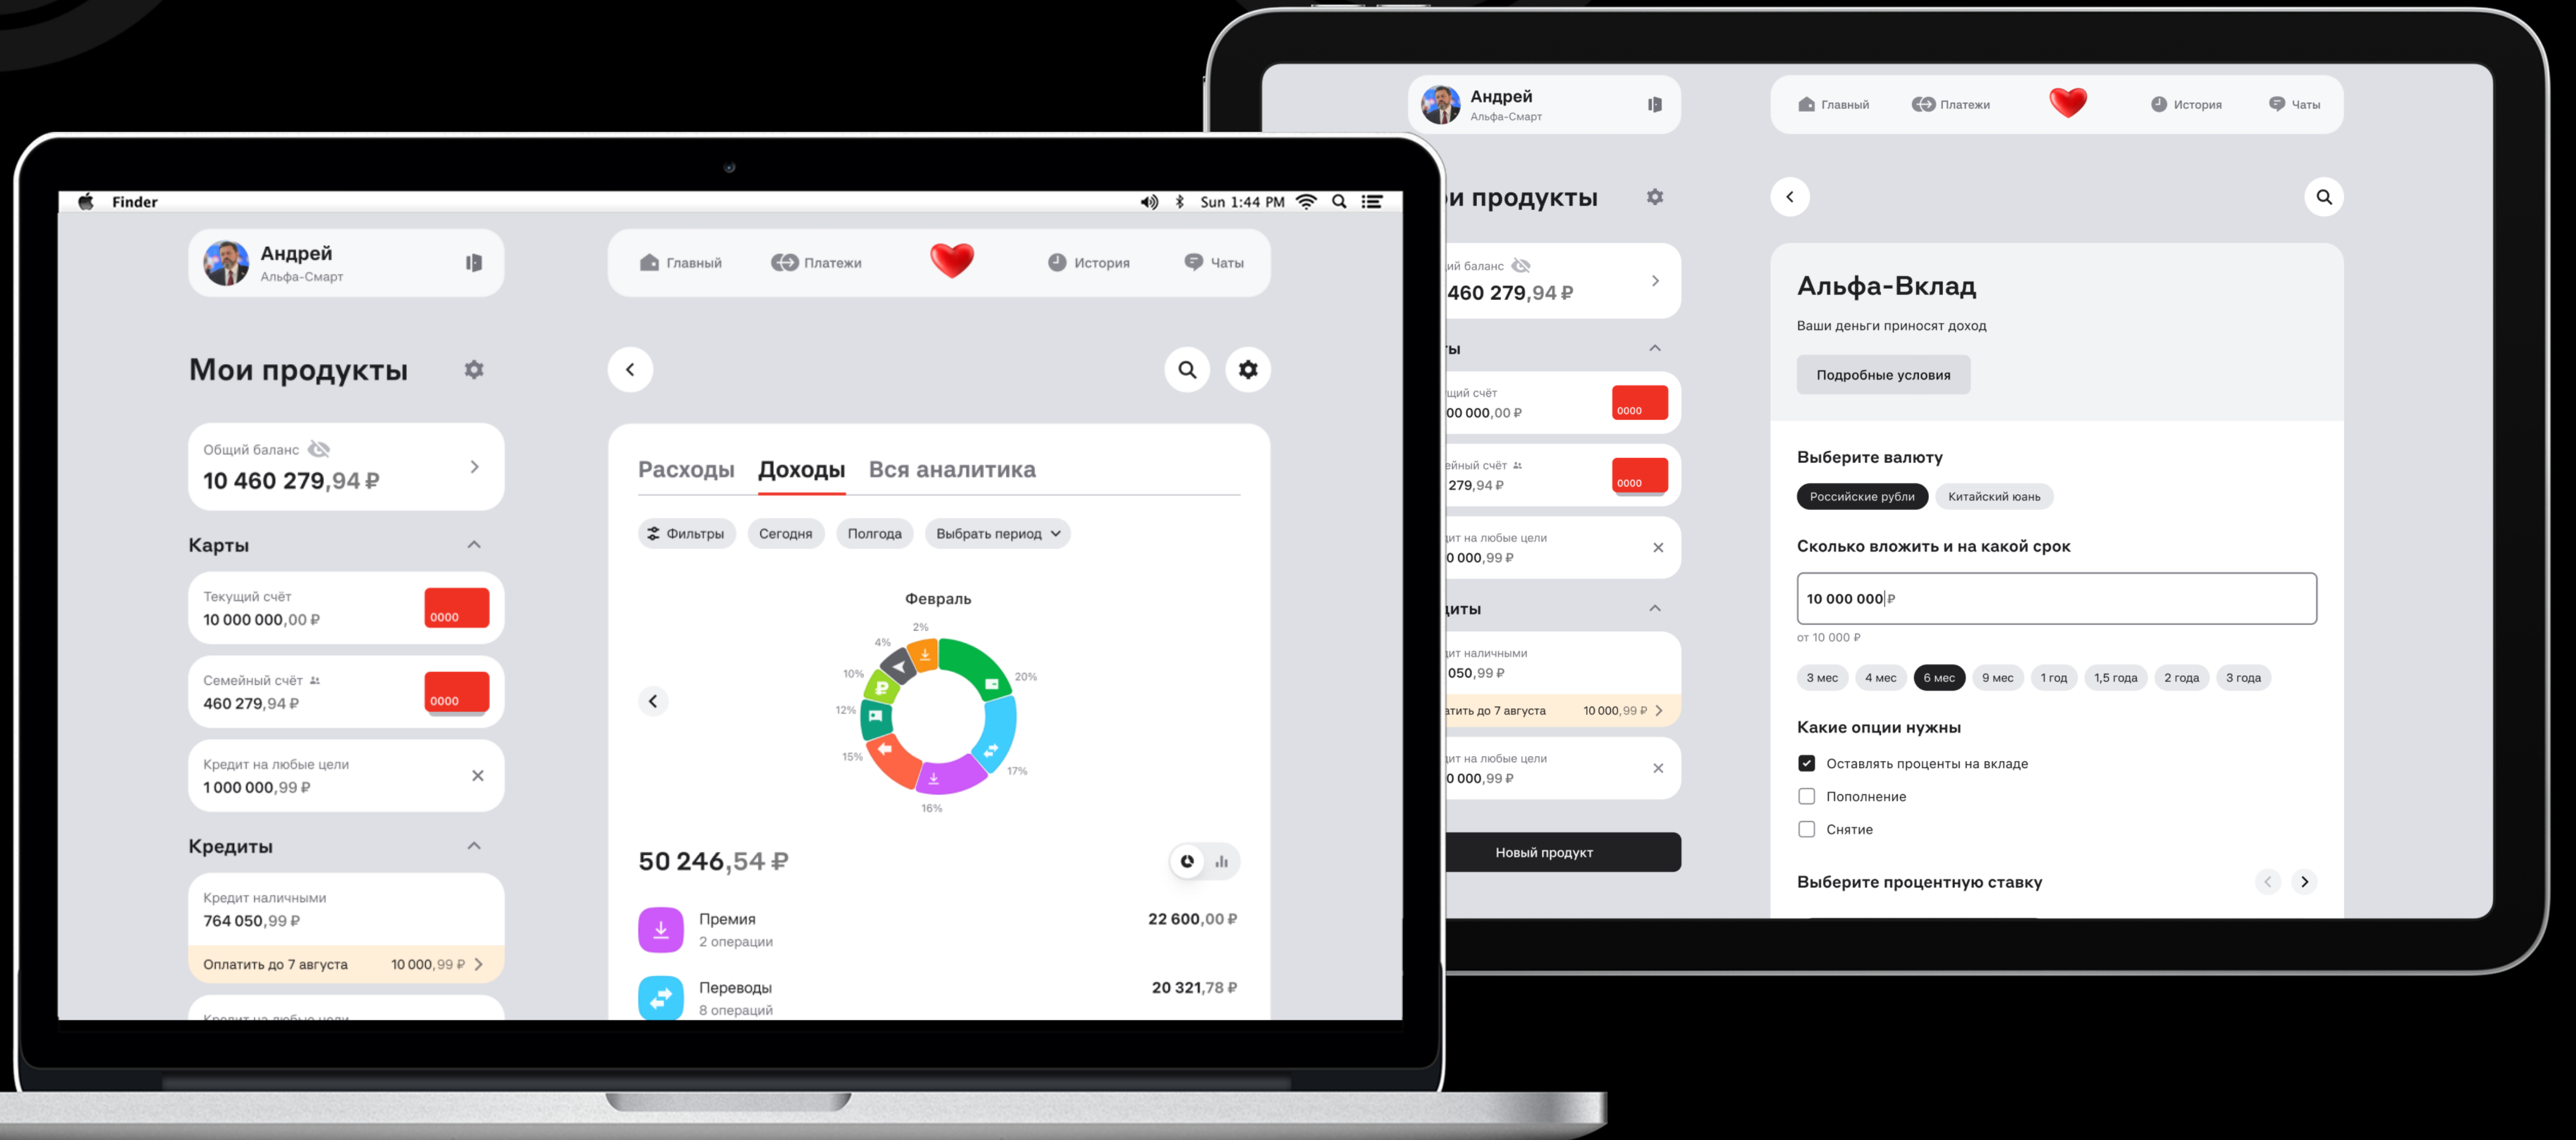 Finder
Sun 1:44 PM
Андрей
Альфа-Смарт
Главный
Платежи
История
Чаты
Мои продукты
Общий баланс
10 460 279,94 ₽
Карты
Текущий счёт
10 000 000,00 ₽
0000
Семейный счёт
460 279,94 ₽
0000
Кредит на любые цели
1 000 000,99 ₽
Кредиты
Кредит наличными
764 050,99 ₽
Оплатить до 7 августа
10 000,99 ₽
Расходы
Доходы
Вся аналитика
Фильтры
Сегодня
Полгода
Выбрать период
Февраль
2%
4%
20%
10%
12%
15%
17%
16%
50 246,54 ₽
Премия
22 600,00 ₽
2 операции
Переводы
20 321,78 ₽
8 операций
Андрей
Альфа-Смарт
Главный
Платежи
История
Чаты
и продукты
ий баланс
460 279,94 ₽
ты
щий счёт
00 000,00 ₽
0000
ейный счёт
279,94 ₽
0000
дит на любые цели
0 000,99 ₽
диты
дит наличными
050,99 ₽
атить до 7 августа
10 000,99 ₽
дит на любые цели
0 000,99 ₽
Новый продукт
Альфа-Вклад
Ваши деньги приносят доход
Подробные условия
Выберите валюту
Российские рубли
Китайский юань
Сколько вложить и на какой срок
10 000 000 ₽
от 10 000 ₽
3 мес
4 мес
6 мес
9 мес
1 год
1,5 года
2 года
3 года
Какие опции нужны
Оставлять проценты на вкладе
Пополнение
Снятие
Выберите процентную ставку